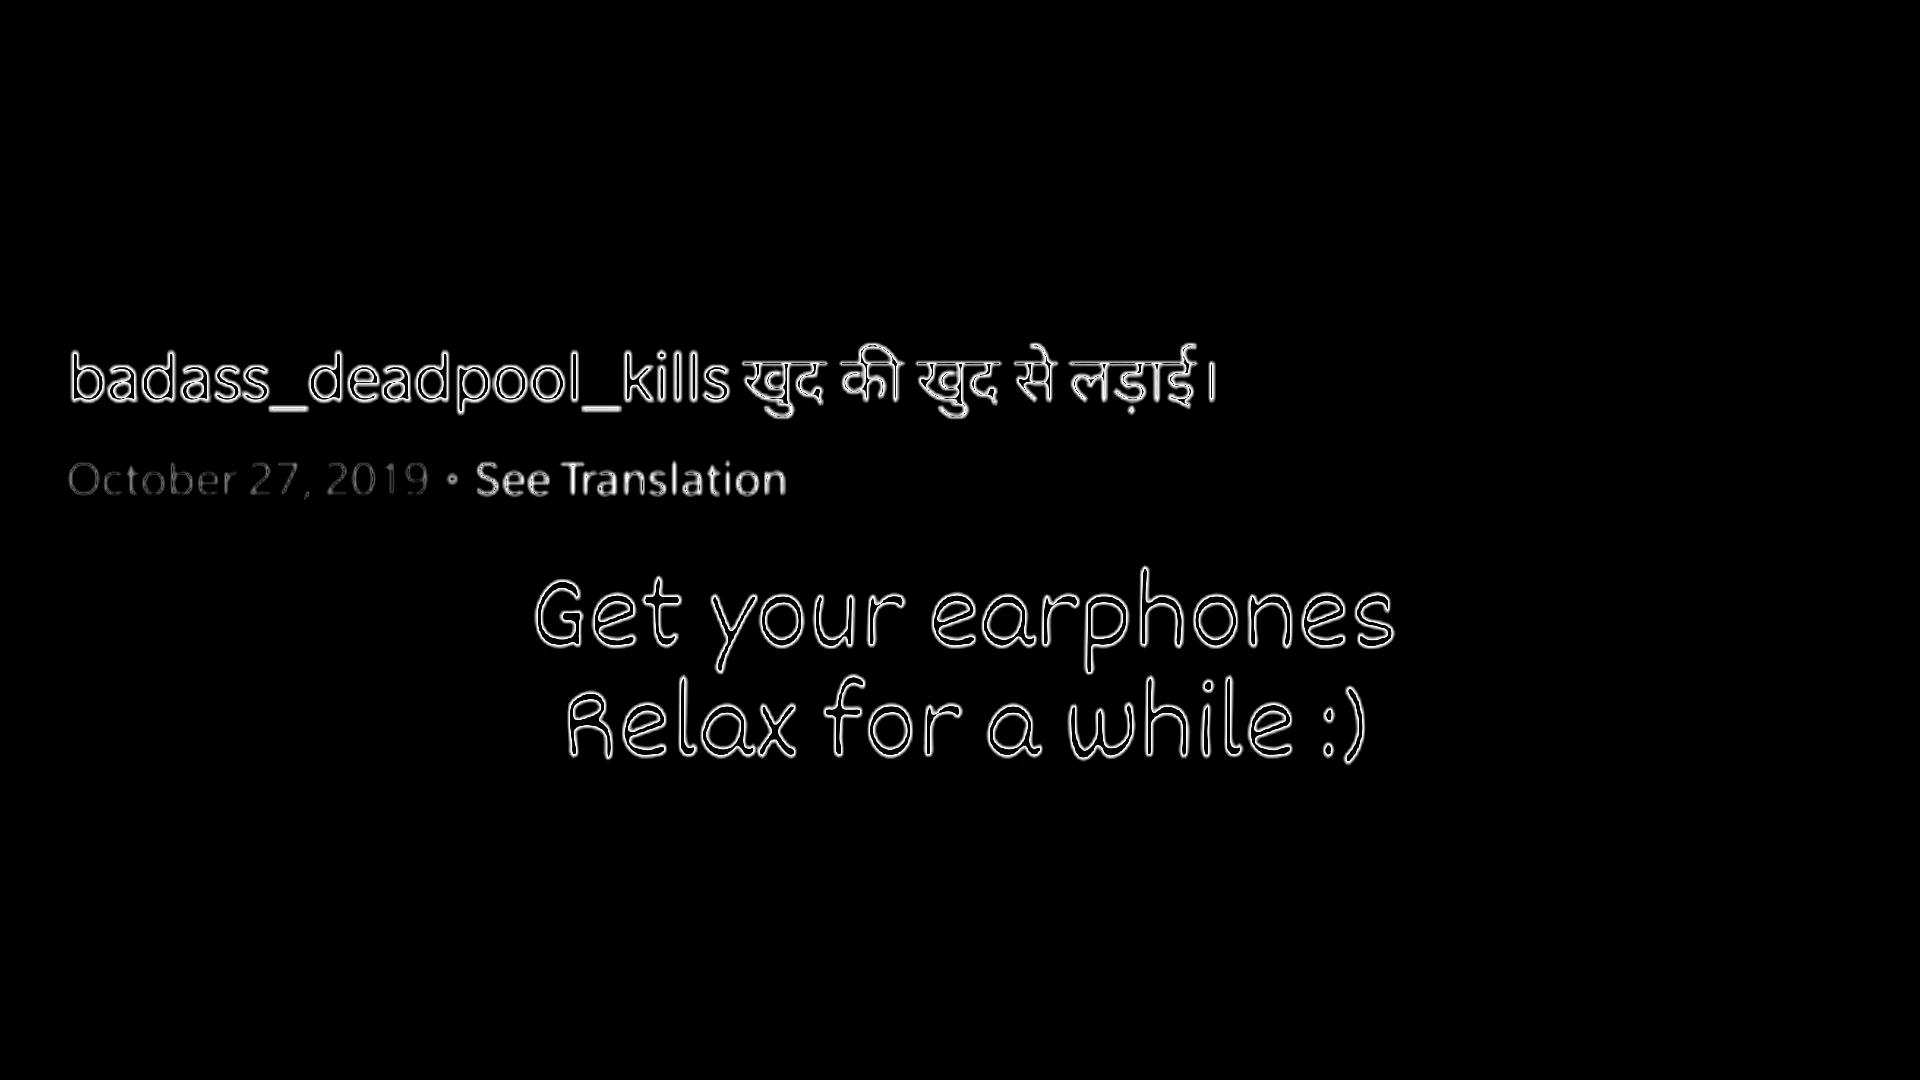 badass_deadpool_kills खुद की खुद से लड़ाई।
October 27, 2019 • See Translation
Get your earphones
Relax for a while :)